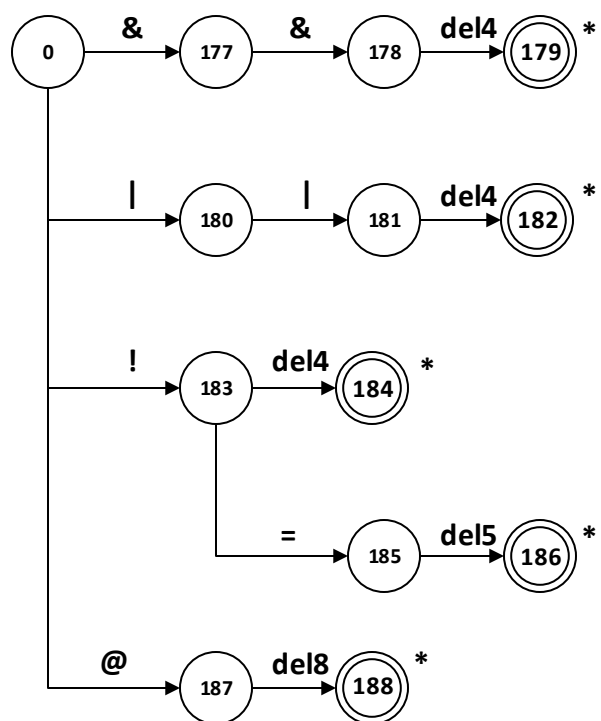 & & del4 *
0 177 178 179
| | del4 *
180 181 182
! del4 *
183 184
= del5 *
185 186
@ del8 *
187 188